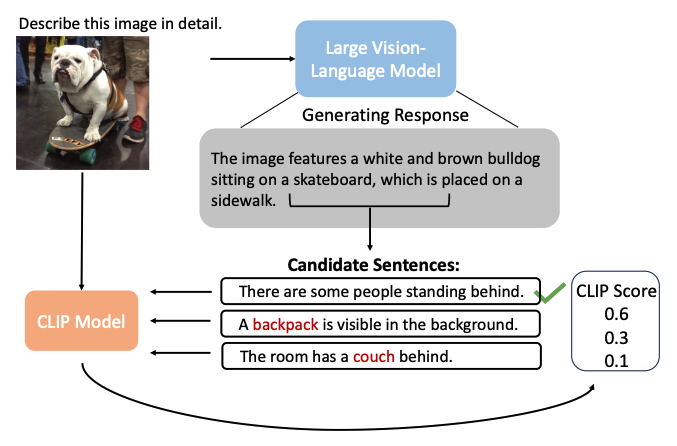 Describe this image in detail.
Large Vision-
Language Model
Generating Response
The image features a white and brown bulldog
sitting on a skateboard, which is placed on a
sidewalk.
Candidate Sentences:
There are some people standing behind.
A backpack is visible in the background.
The room has a couch behind.
CLIP Model
CLIP Score
0.6
0.3
0.1